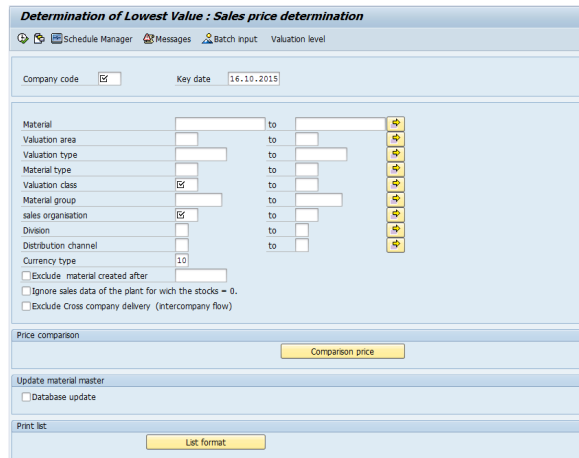 Determination of Lowest Value : Sales price determination
Schedule Manager Messages Batch input Valuation level
Company code Key date 16.10.2015
Material to
Valuation area to
Valuation type to
Material type to
Valuation class to
Material group to
sales organisation to
Division to
Distribution channel to
Currency type 10
Exclude material created after
Ignore sales data of the plant for wich the stocks = 0.
Exclude Cross company delivery (intercompany flow)
Price comparison
Comparison price
Update material master
Database update
Print list
List format